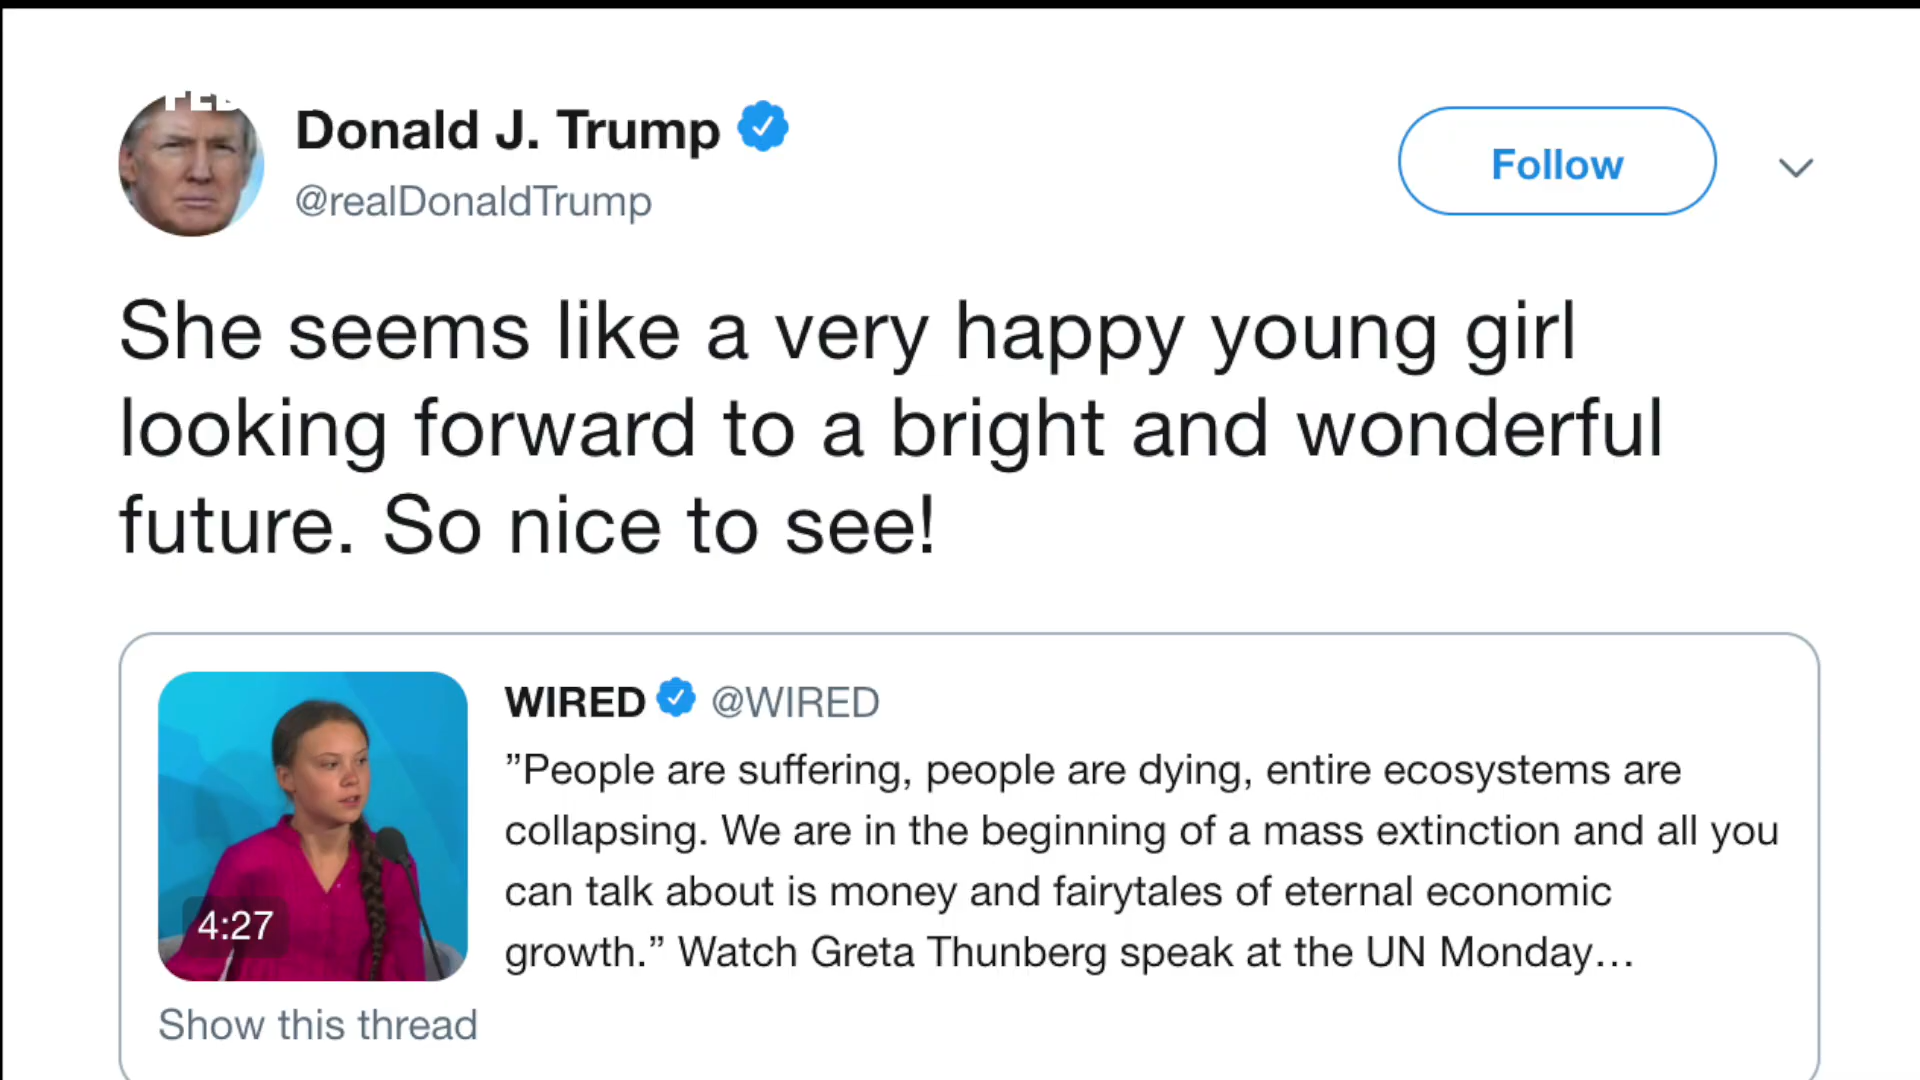 Donald J. Trump
@realDonaldTrump
Follow
She seems like a very happy young girl
looking forward to a bright and wonderful
future. So nice to see!
WIRED @WIRED
”People are suffering, people are dying, entire ecosystems are
collapsing. We are in the beginning of a mass extinction and all you
can talk about is money and fairytales of eternal economic
growth.” Watch Greta Thunberg speak at the UN Monday…
4:27
Show this thread